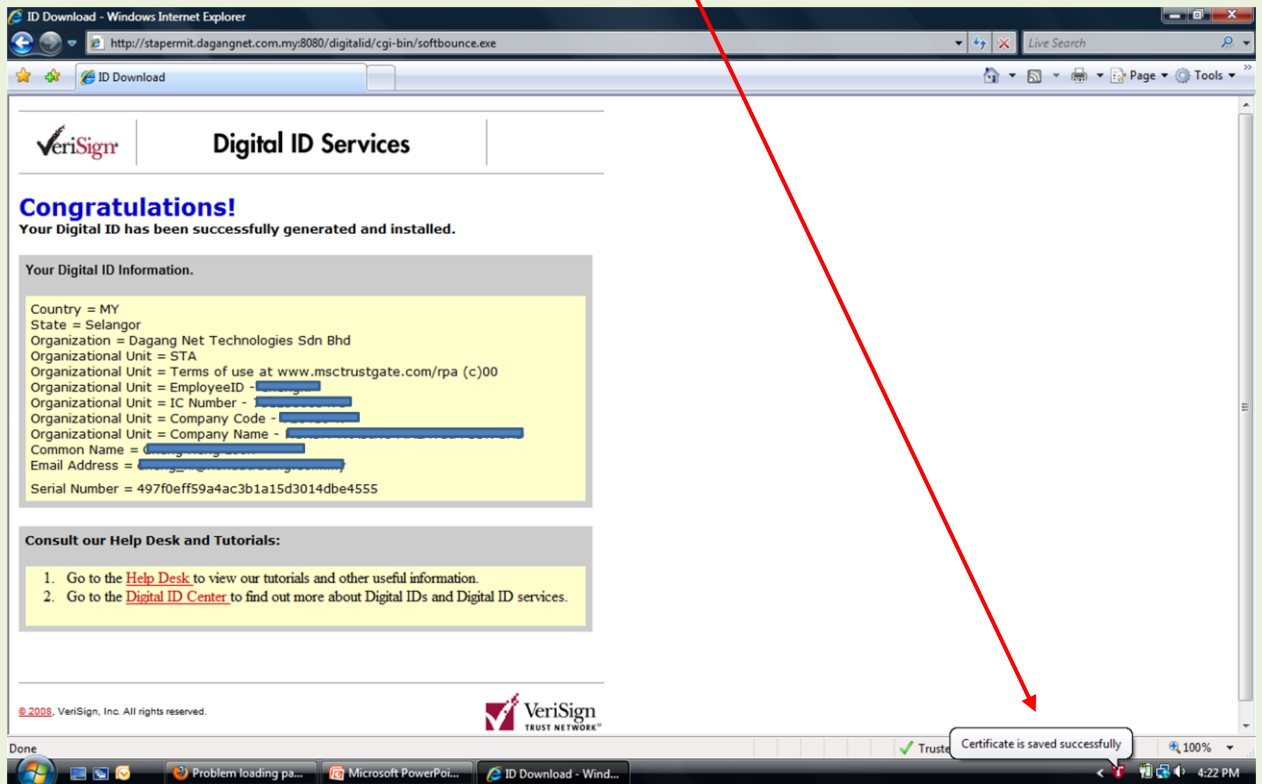 ID Download - Windows Internet Explorer
http://stapermit.dagangnet.com.my:8080/digitalid/cgi-bin/softbounce.exe
Live Search
ID Download
Page
Tools
VeriSign
Digital ID Services
Congratulations!
Your Digital ID has been successfully generated and installed.
Your Digital ID Information.
Country = MY
State = Selangor
Organization = Dagang Net Technologies Sdn Bhd
Organizational Unit = STA
Organizational Unit = Terms of use at www.msctrustgate.com/rpa (c)00
Organizational Unit = EmployeeID -
Organizational Unit = IC Number -
Organizational Unit = Company Code -
Organizational Unit = Company Name -
Common Name =
Email Address =
Serial Number = 497f0eff59a4ac3b1a15d3014dbe4555
Consult our Help Desk and Tutorials:
1. Go to the Help Desk to view our tutorials and other useful information.
2. Go to the Digital ID Center to find out more about Digital IDs and Digital ID services.
© 2008, VeriSign, Inc. All rights reserved.
VeriSign
TRUST NETWORK
Done
Truste
Certificate is saved successfully
100%
Problem loading pa...
Microsoft PowerPoi...
ID Download - Wind...
4:22 PM